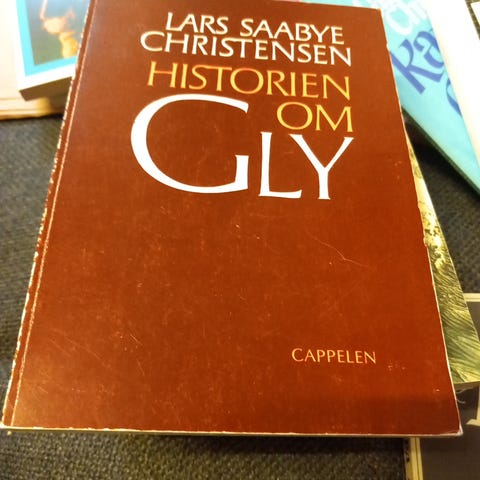 LARS SAABYE
CHRISTENSEN
HISTORIEN
OM
GLY
CAPPELEN